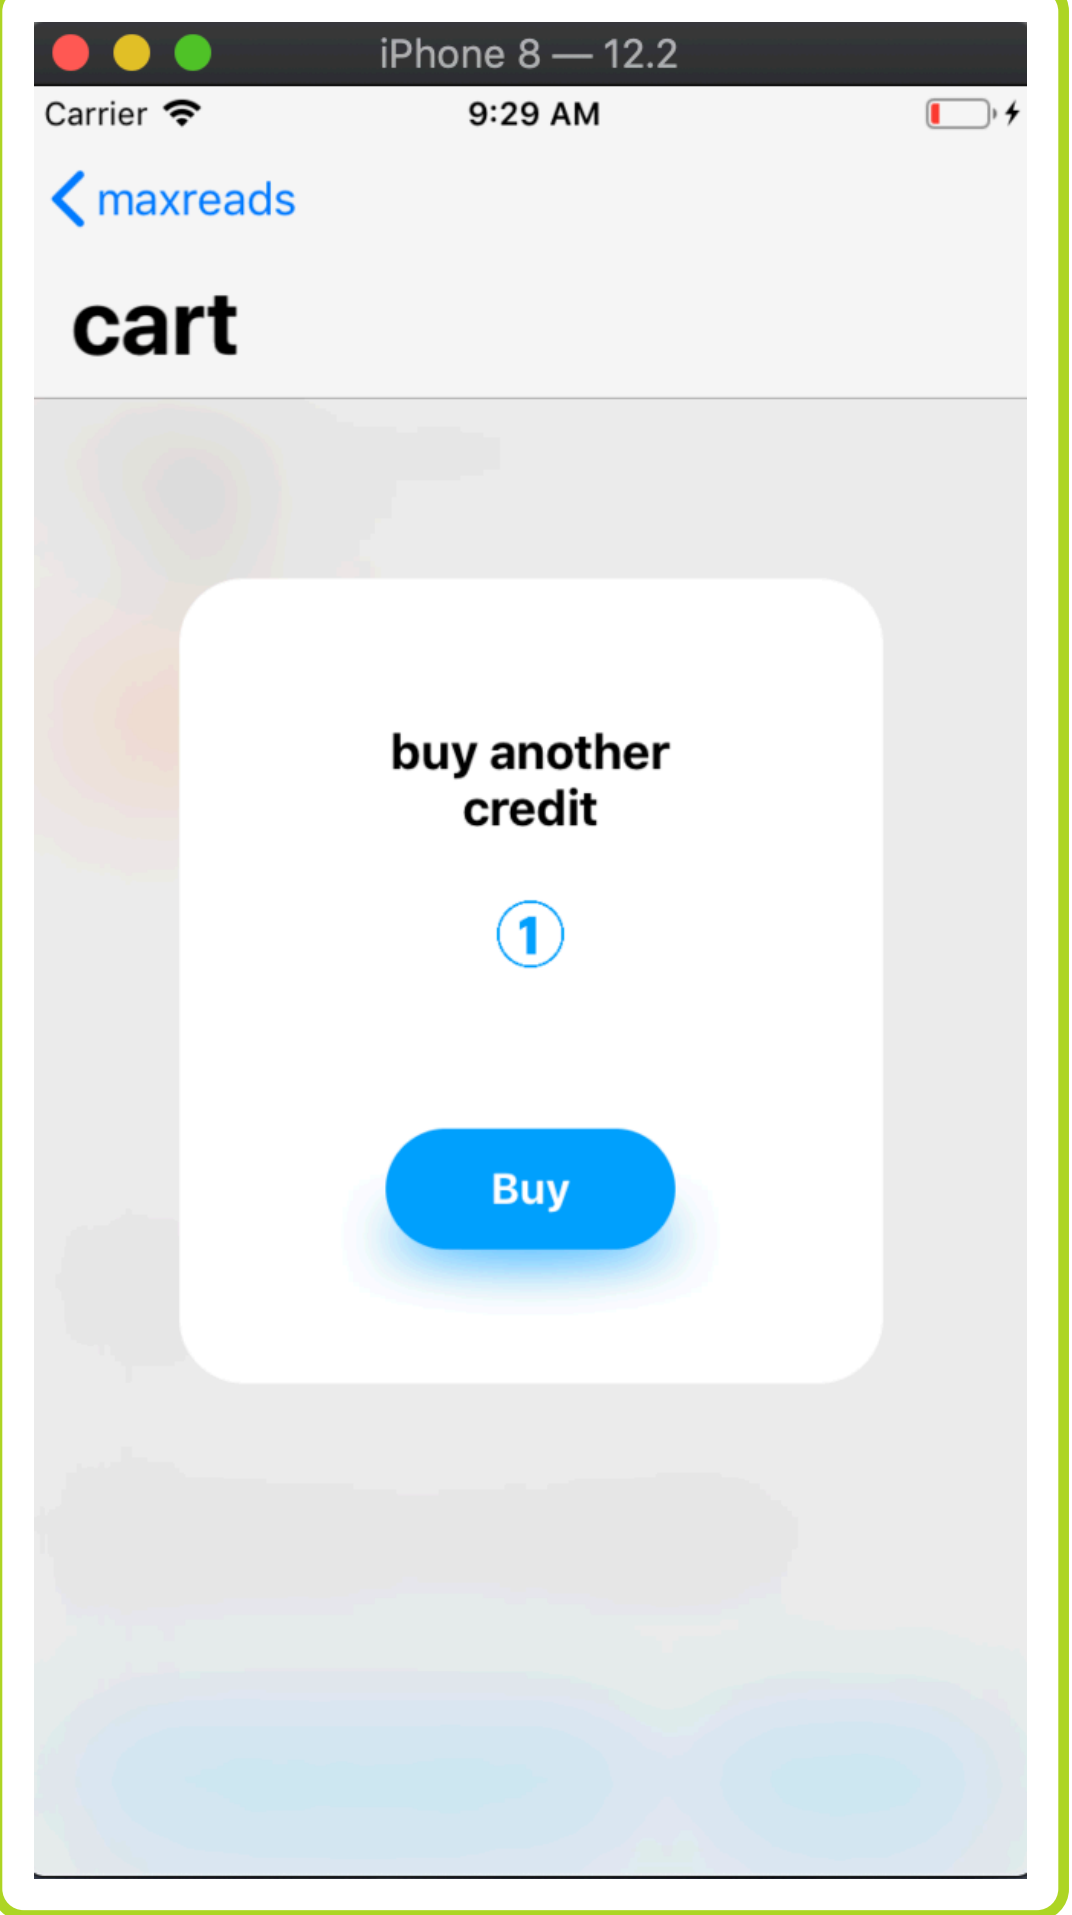 iPhone 8 — 12.2
Carrier 9:29 AM
maxreads
cart
buy another
credit
1
Buy